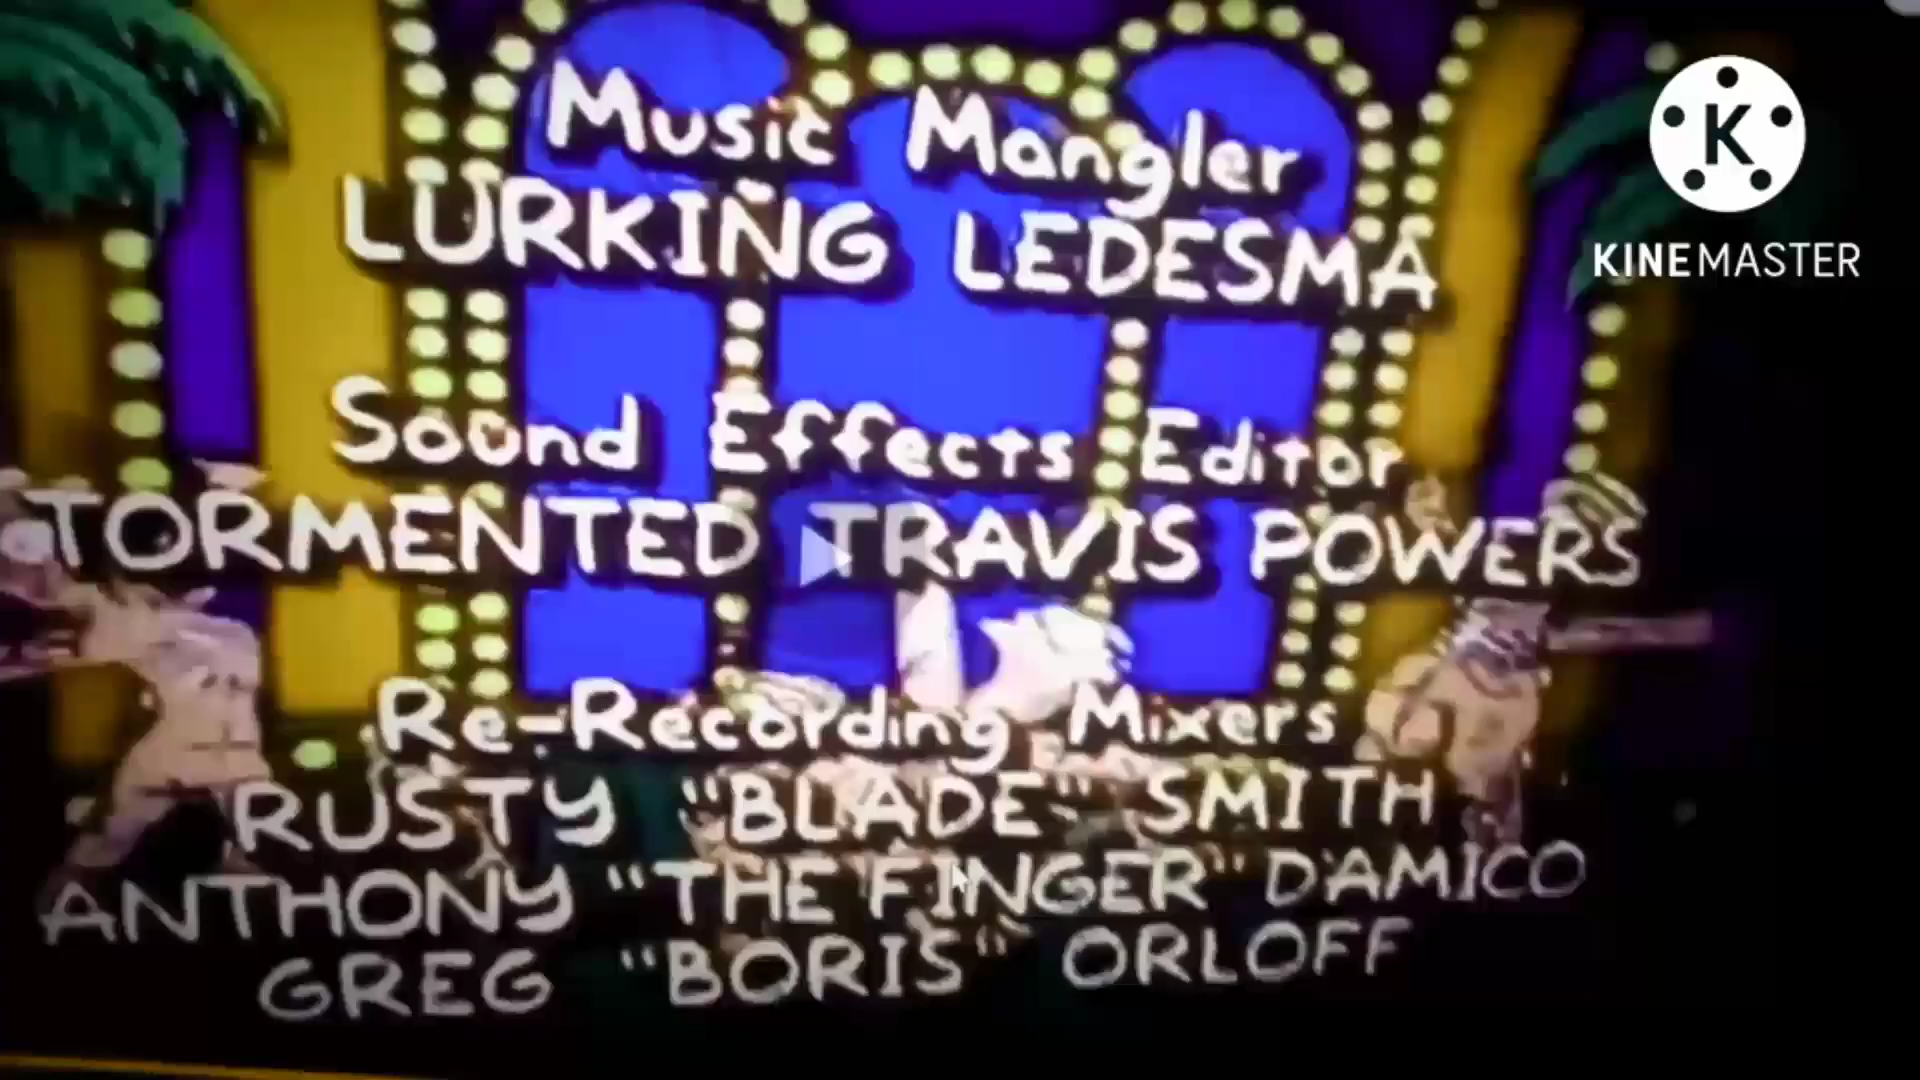 Music Mangler
LURKING LEDESMA
Sound Effects Editor
TORMENTED TRAVIS POWERS
Re-Recording Mixers
RUSTY "BLADE" SMITH
ANTHONY "THE FINGER" D'AMICO
GREG "BORIS" ORLOFF
K
KINEMASTER